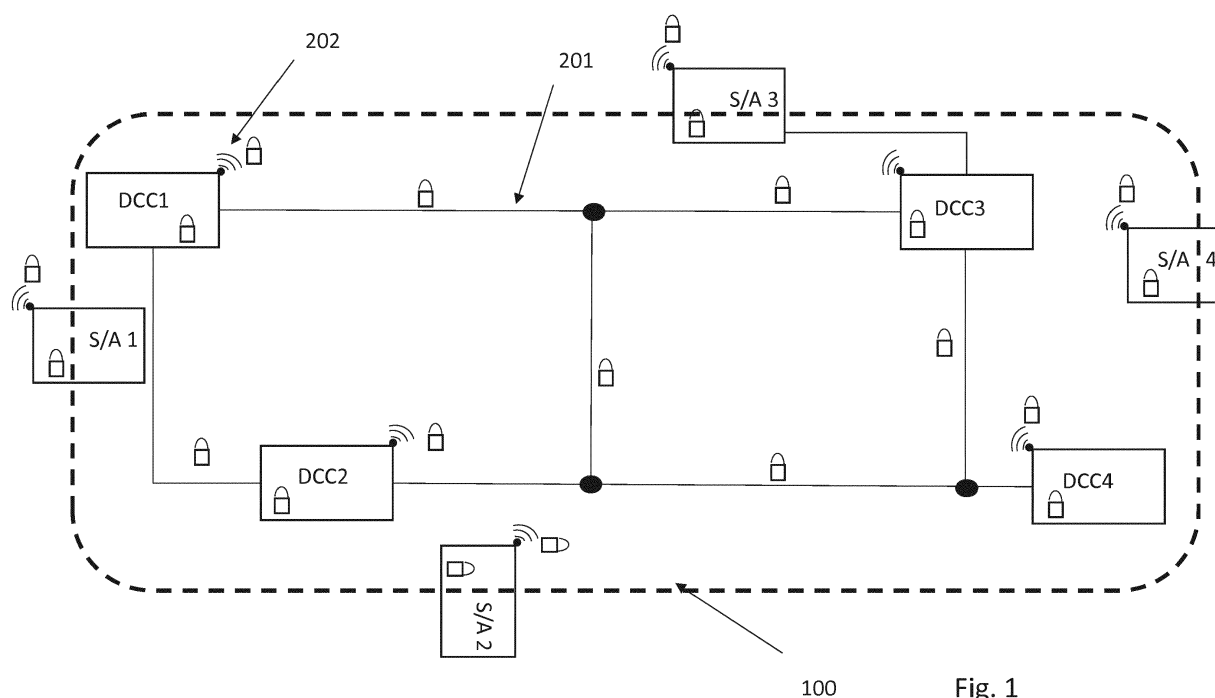 202
201
S/A 3
DCC1
DCC3
S/A 4
S/A 1
DCC2
DCC4
S/A 2
100
Fig. 1